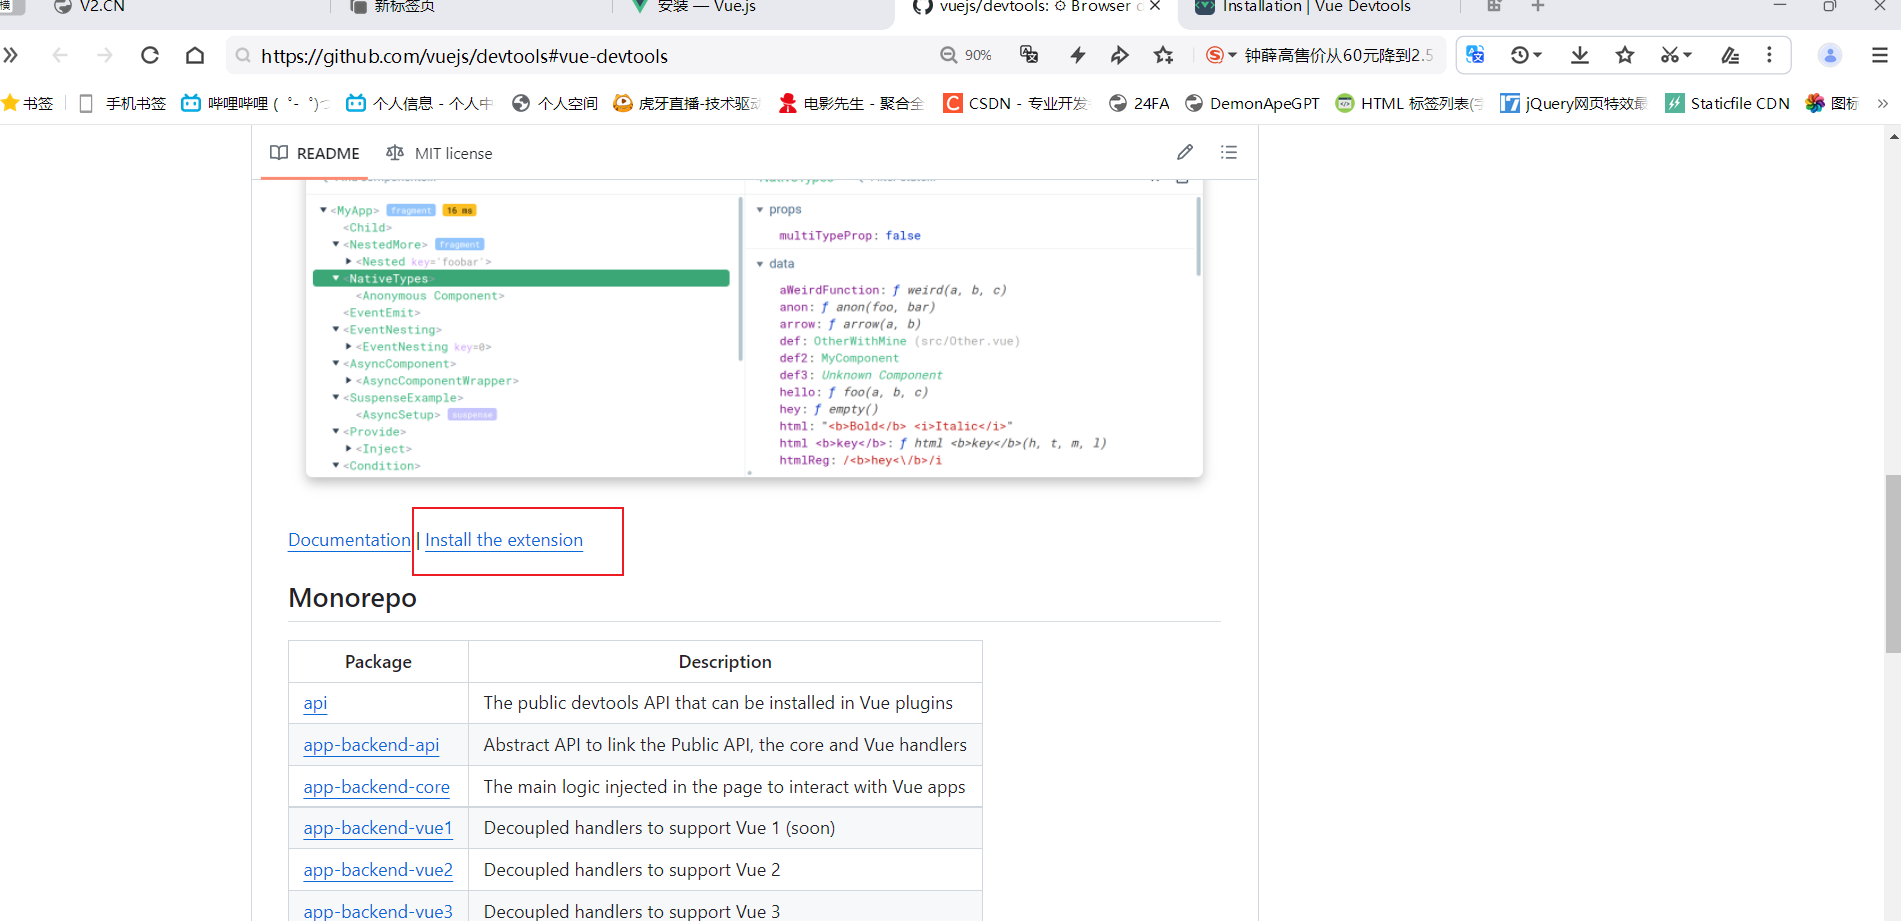 V2.CN
新标签页
安装 — Vue.js
vuejs/devtools: ⚙ Browser d
Installation | Vue Devtools
https://github.com/vuejs/devtools#vue-devtools
90%
钟薛高售价从60元降到2.5
书签
手机书签
哔哩哔哩 ( ゜- ゜)つ
个人信息 - 个人中
个人空间
虎牙直播-技术驱动
电影先生 - 聚合全
CSDN - 专业开发
24FA
DemonApeGPT
HTML 标签列表(字
jQuery网页特效最
Staticfile CDN
图标
README
MIT license
<MyApp> fragment 16 ms
<Child>
<NestedMore> fragment
<Nested key='foobar'>
<NativeTypes>
<Anonymous Component>
<EventEmit>
<EventNesting>
<EventNesting key=0>
<AsyncComponent>
<AsyncComponentWrapper>
<SuspenseExample>
<AsyncSetup> suspense
<Provide>
<Inject>
<Condition>
props
multiTypeProp: false
data
aWeirdFunction: ƒ weird(a, b, c)
anon: ƒ anon(foo, bar)
arrow: ƒ arrow(a, b)
def: OtherWithMine (src/Other.vue)
def2: MyComponent
def3: Unknown Component
hello: ƒ foo(a, b, c)
hey: ƒ empty()
html: "<b>Bold</b> <i>Italic</i>"
html <b>key</b>: ƒ html <b>key</b>(h, t, m, l)
htmlReg: /<b>hey<\/b>/i
Documentation | Install the extension
Monorepo
Package Description
api The public devtools API that can be installed in Vue plugins
app-backend-api Abstract API to link the Public API, the core and Vue handlers
app-backend-core The main logic injected in the page to interact with Vue apps
app-backend-vue1 Decoupled handlers to support Vue 1 (soon)
app-backend-vue2 Decoupled handlers to support Vue 2
app-backend-vue3 Decoupled handlers to support Vue 3